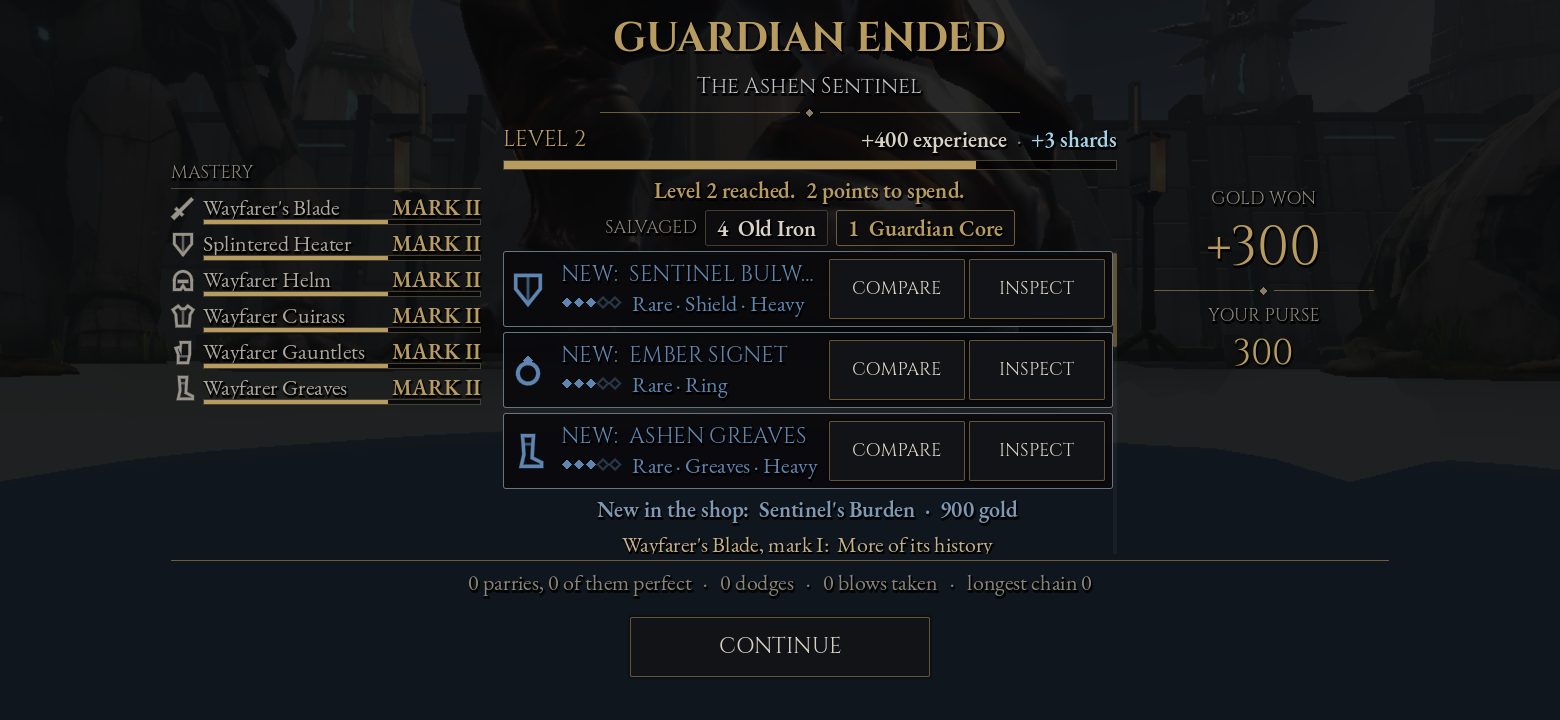 GUARDIAN ENDED
THE ASHEN SENTINEL
LEVEL 2
+400 experience · +3 shards
Level 2 reached. 2 points to spend.
SALVAGED
4 Old Iron
1 Guardian Core
MASTERY
Wayfarer's Blade MARK II
Splintered Heater MARK II
Wayfarer Helm MARK II
Wayfarer Cuirass MARK II
Wayfarer Gauntlets MARK II
Wayfarer Greaves MARK II
NEW: SENTINEL BULW...
Rare · Shield · Heavy
COMPARE
INSPECT
NEW: EMBER SIGNET
Rare · Ring
COMPARE
INSPECT
NEW: ASHEN GREAVES
Rare · Greaves · Heavy
COMPARE
INSPECT
New in the shop: Sentinel's Burden · 900 gold
Wayfarer's Blade, mark I: More of its history
GOLD WON
+300
YOUR PURSE
300
0 parries, 0 of them perfect · 0 dodges · 0 blows taken · longest chain 0
CONTINUE